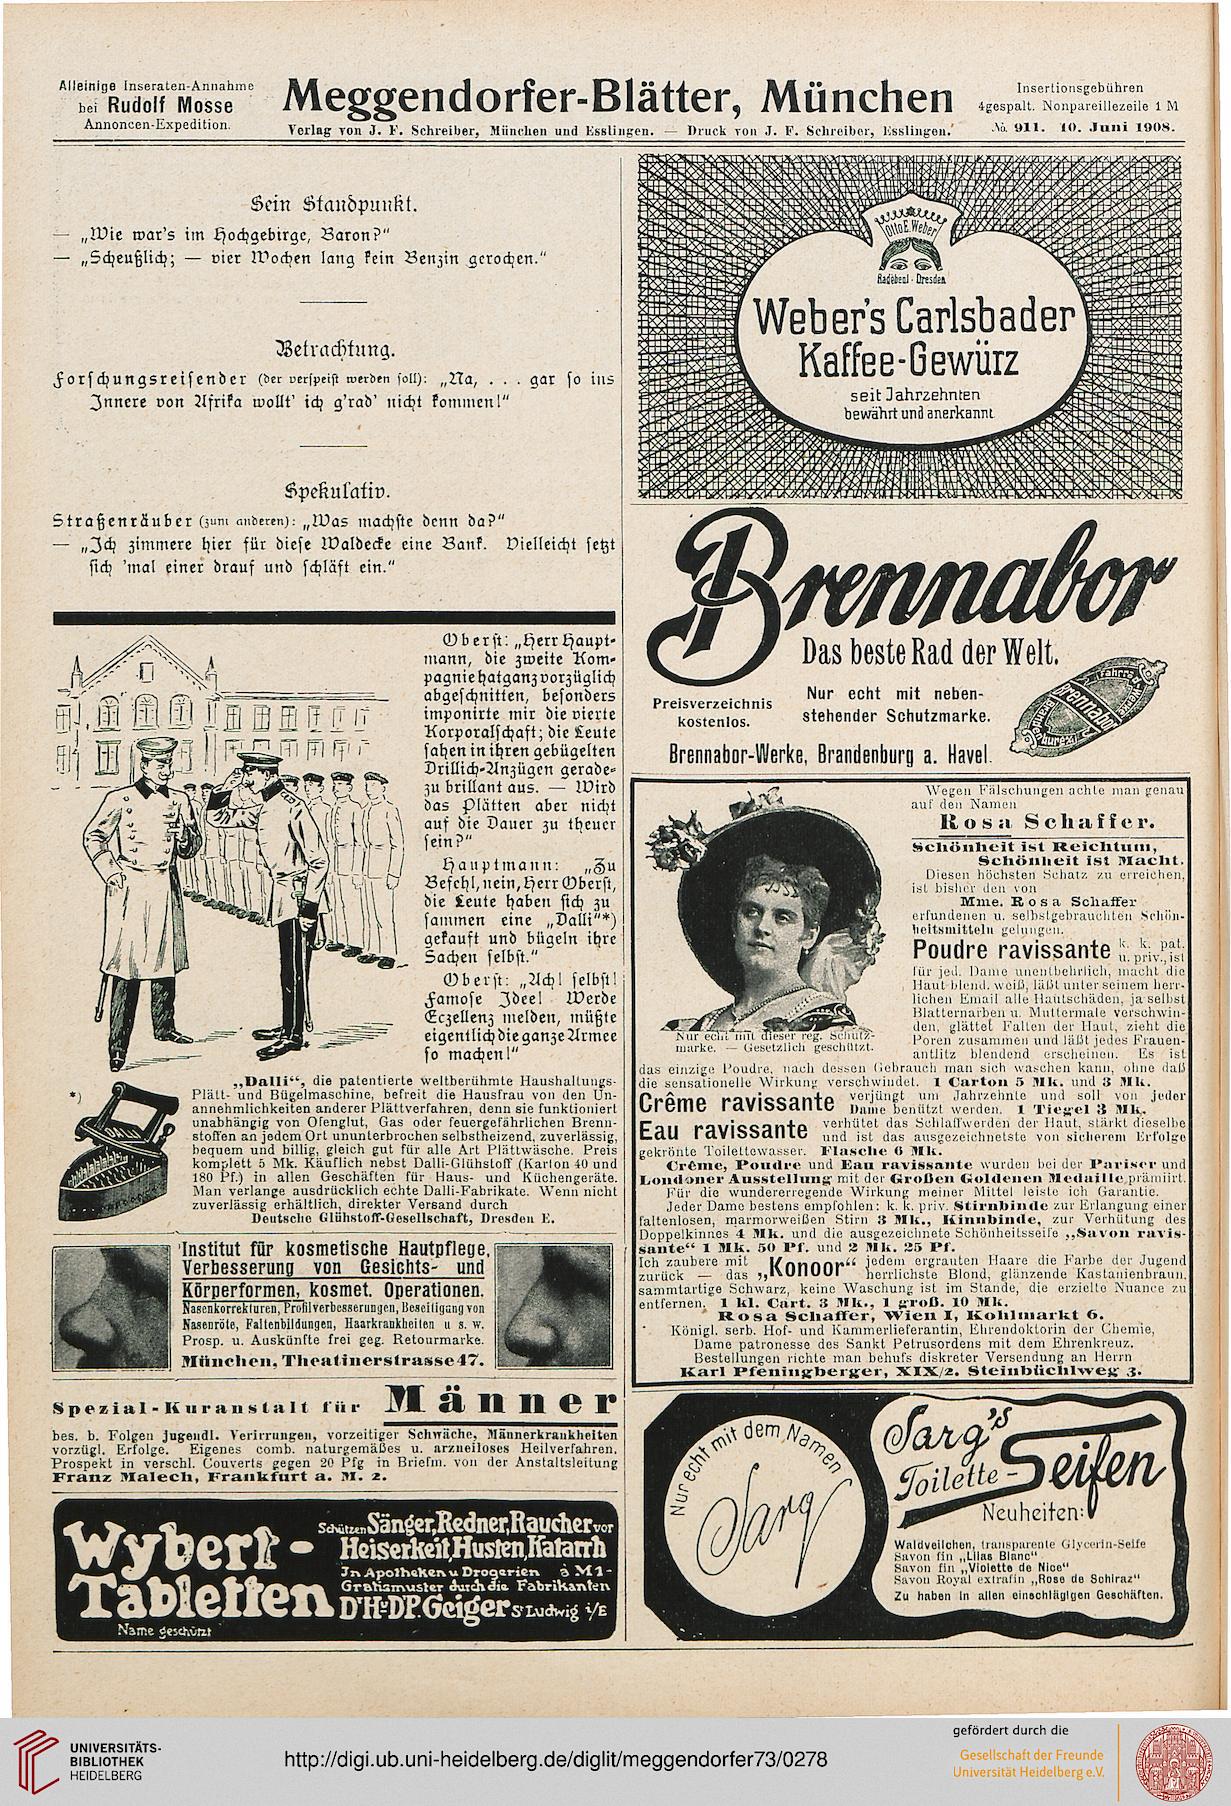 Alleinige Inseraten-Annahme
bei Rudolf Mosse
Annoncen-Expedition.
Meggendorfer-Blätter, München
Verlag von J. F. Schreiber, München und Esslingen. — Druck von J. F. Schreiber, Esslingen.
Insertionsgebühren
4gespalt. Nonpareillezeile 1 M
No. 911. 10. Juni 1908.
Sein Standpunkt.
— „Wie war's im Hochgebirge, Baron?"
— „Scheußlich; — vier Wochen lang kein Benzin gerochen."
Betrachtung.
Forschungsreisender (der verspeist werden soll): „Na, . . . gar so ins
Innere von Afrika wollt' ich g'rad' nicht kommen!"
Spekulativ.
Straßenräuber (zum anderen): „Was machste denn da?"
— „Ich zimmere hier für diese Waldecke eine Bank. Vielleicht setzt
sich 'mal einer drauf und schläft ein."
Oberst: „Herr Haupt-
mann, die zweite Kom-
pagnie hat ganz vorzüglich
abgeschnitten, besonders
imponirte mir die vierte
Korporalschaft; die Leute
sahen in ihren gebügelten
Drillich-Anzügen gerade-
zu brillant aus. — Wird
das Plätten aber nicht
auf die Dauer zu theuer
sein?"
Hauptmann: „Zu
Befehl, nein, Herr Oberst,
die Leute haben sich zu
sammen eine „Dalli"*)
gekauft und bügeln ihre
Sachen selbst."
Oberst: „Ach! selbst!
Famose Idee! Werde
Eczellenz melden, müßte
eigentlich die ganze Armee
so machen!"
*)
DALLI
„Dalli“, die patentierte weltberühmte Haushaltungs-
Plätt- und Bügelmaschine, befreit die Hausfrau von den Un-
annehmlichkeiten anderer Plättverfahren, denn sie funktioniert
unabhängig von Ofenglut, Gas oder feuergefährlichen Brenn-
stoffen an jedem Ort ununterbrochen selbstheizend, zuverlässig,
bequem und billig, gleich gut für alle Art Plättwäsche. Preis
komplett 5 Mk. Käuflich nebst Dalli-Glühstoff (Karton 40 und
180 Pf.) in allen Geschäften für Haus- und Küchengeräte.
Man verlange ausdrücklich echte Dalli-Fabrikate. Wenn nicht
zuverlässig erhältlich, direkter Versand durch
Deutsche Glühstoff-Gesellschaft, Dresden E.
Institut für kosmetische Hautpflege,
Verbesserung von Gesichts- und
Körperformen, kosmet. Operationen.
Nasenkorrekturen, Profilverbesserungen, Beseitigung von
Nasenröte, Faltenbildungen, Haarkrankheiten u s. w.
Prosp. u. Auskünfte frei geg. Retourmarke.
München, Theatinerstrasse 47.
Spezial-Kuranstalt für Männer
bes. b. Folgen jugendl. Verirrungen, vorzeitiger Schwäche, Männerkrankheiten
vorzügl. Erfolge. Eigenes comb. naturgemäßes u. arzneiloses Heilverfahren.
Prospekt in verschl. Couverts gegen 20 Pfg in Briefm. von der Anstaltsleitung
Franz Malech, Frankfurt a. M. 2.
Wybert-
Tabletten
Name geschützt
Schützen Sänger, Redner, Raucher vor
Heiserkeit, Husten, Katarrh
In Apotheken u Drogerien à M 1-
Gratismuster durch die Fabrikanten
Dr H. & D. P. Geiger St Ludwig i/E
Otto E. Weber
Radebeul - Dresden
Weber's Carlsbader
Kaffee-Gewürz
seit Jahrzehnten
bewährt und anerkannt
Brennabor
Das beste Rad der Welt.
Preisverzeichnis
kostenlos.
Nur echt mit neben-
stehender Schutzmarke.
Brennabor
Brennabor-Werke, Brandenburg a. Havel.
Wegen Fälschungen achte man genau
auf den Namen
Rosa Schaffer.
Schönheit ist Reichtum,
Schönheit ist Macht.
Diesen höchsten Schatz zu erreichen,
ist bisher den von
Mme. Rosa Schaffer
erfundenen u. selbstgebrauchten Schön-
heitsmitteln gelungen.
Poudre ravissante k. k. pat.
u. priv., ist
für jed. Dame unentbehrlich, macht die
Haut blend. weiß, läßt unter seinem herr-
lichen Email alle Hautschäden, ja selbst
Blatternarben u. Muttermale verschwin-
den, glättet Falten der Haut, zieht die
Poren zusammen und läßt jedes Frauen-
antlitz blendend erscheinen. Es ist
Nur echt mit dieser reg. Schutz-
marke. — Gesetzlich geschützt.
das einzige Poudre, nach dessen Gebrauch man sich waschen kann, ohne daß
die sensationelle Wirkung verschwindet. 1 Carton 5 Mk. und 3 Mk.
Crême ravissante verjüngt um Jahrzehnte und soll von jeder
Dame benützt werden. 1 Tiegel 3 Mk.
Eau ravissante verhütet das Schlaffwerden der Haut, stärkt dieselbe
und ist das ausgezeichnetste von sicherem Erfolge
gekrönte Toilettewasser. Flasche 6 Mk.
Crême, Poudre und Eau ravissante wurden bei der Pariser und
Londoner Ausstellung mit der Großen Goldenen Medaille prämiirt.
Für die wundererregende Wirkung meiner Mittel leiste ich Garantie.
Jeder Dame bestens empfohlen: k. k. priv. Stirnbinde zur Erlangung einer
faltenlosen, marmorweißen Stirn 3 Mk., Kinnbinde, zur Verhütung des
Doppelkinnes 4 Mk. und die ausgezeichnete Schönheitsseife „Savon ravis-
sante“ 1 Mk. 50 Pf. und 2 Mk. 25 Pf.
Ich zaubere mit „Konoor“ jedem ergrauten Haare die Farbe der Jugend
zurück — das herrlichste Blond, glänzende Kastanienbraun,
sammtartige Schwarz, keine Waschung ist im Stande, die erzielte Nuance zu
entfernen. 1 kl. Cart. 3 Mk., 1 groß. 10 Mk.
Rosa Schaffer, Wien I, Kohlmarkt 6.
Königl. serb. Hof- und Kammerlieferantin, Ehrendoktorin der Chemie,
Dame patronesse des Sankt Petrusordens mit dem Ehrenkreuz.
Bestellungen richte man behufs diskreter Versendung an Herrn
Karl Pfeningberger, XIX/2. Steinbüchlweg 3.
Nur echt mit dem Namen
Sarg
Sarg's
Toilette-Seifen
Neuheiten:
Waldveilchen, transparente Glycerin-Seife
Savon fin „Lilas Blanc“
Savon fin „Violette de Nice“
Savon Royal extrafin „Rose de Schiraz“
Zu haben in allen einschlägigen Geschäften.
UNIVERSITÄTS-
BIBLIOTHEK
HEIDELBERG
http://digi.ub.uni-heidelberg.de/diglit/meggendorfer73/0278
gefördert durch die
Gesellschaft der Freunde
Universität Heidelberg e.V.